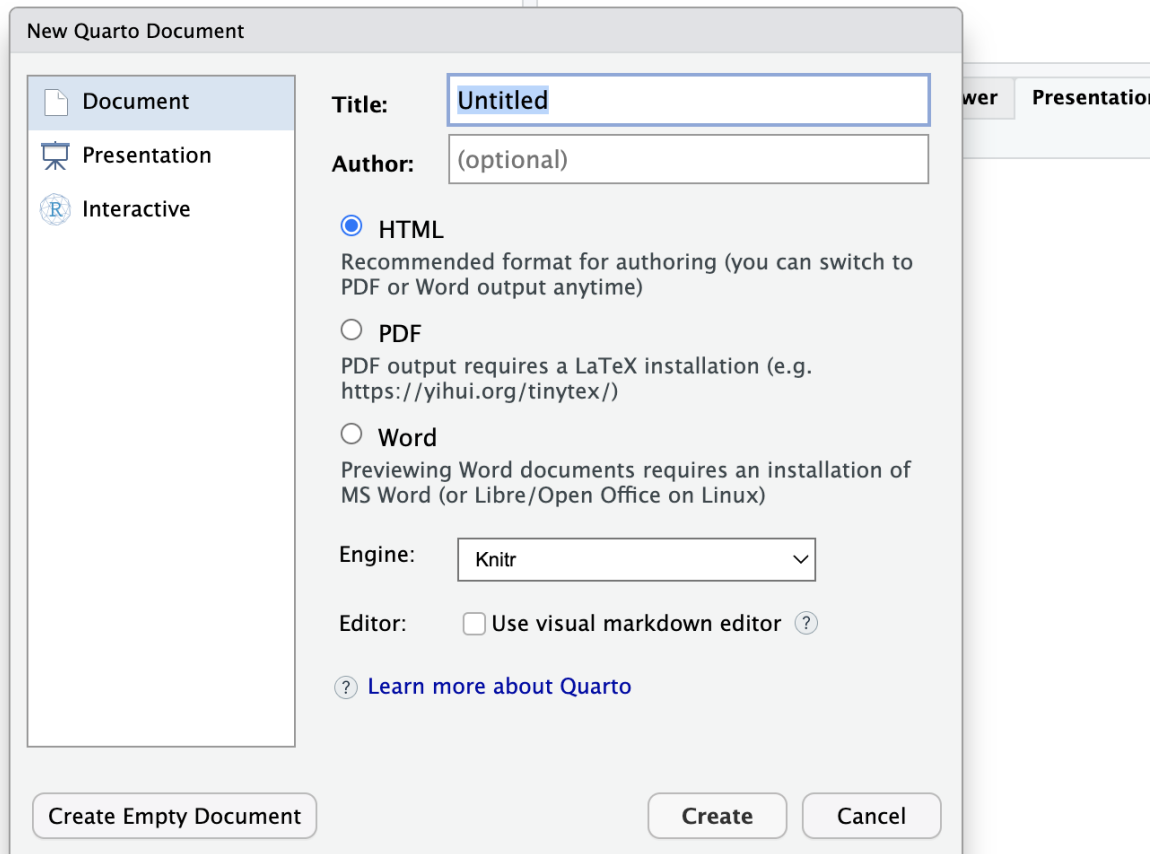 New Quarto Document
Document
Presentation
R Interactive
Title: Untitled
Author: (optional)
HTML
Recommended format for authoring (you can switch to
PDF or Word output anytime)
PDF
PDF output requires a LaTeX installation (e.g.
https://yihui.org/tinytex/)
Word
Previewing Word documents requires an installation of
MS Word (or Libre/Open Office on Linux)
Engine: Knitr
Editor: Use visual markdown editor ?
? Learn more about Quarto
Create Empty Document Create Cancel
wer Presentation